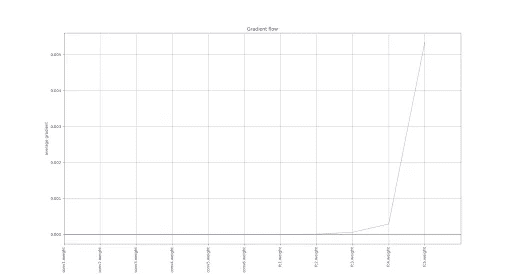 Gradient flow
average gradient
0.005
0.004
0.003
0.002
0.001
0.000
conv1.weight
conv2.weight
conv3.weight
conv4.weight
conv5.weight
conv6.weight
fc1.weight
fc2.weight
fc3.weight
fc4.weight
fc5.weight